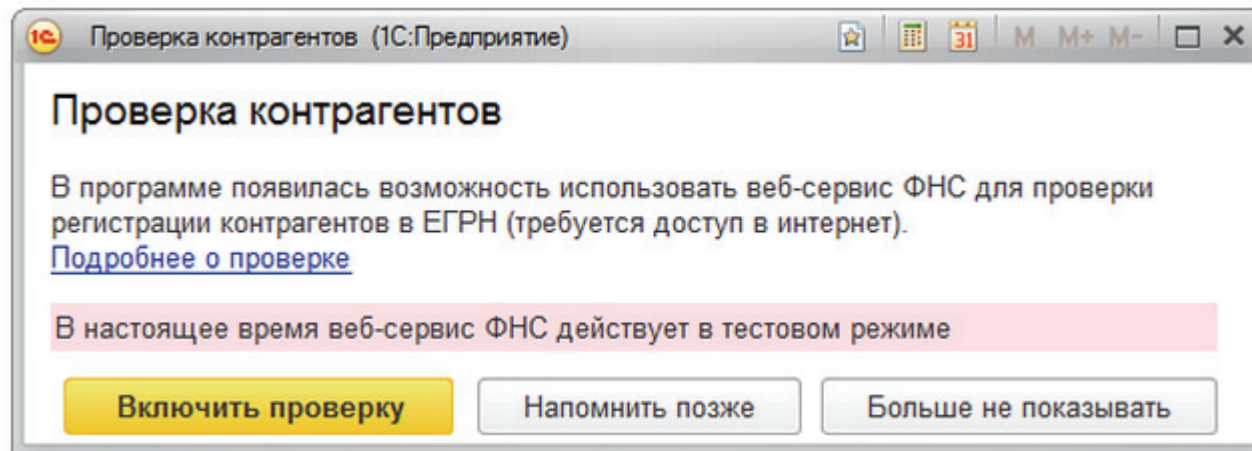 1С Проверка контрагентов (1С:Предприятие) 31 M M+ M-
Проверка контрагентов
В программе появилась возможность использовать веб-сервис ФНС для проверки
регистрации контрагентов в ЕГРН (требуется доступ в интернет).
Подробнее о проверке
В настоящее время веб-сервис ФНС действует в тестовом режиме
Включить проверку Напомнить позже Больше не показывать